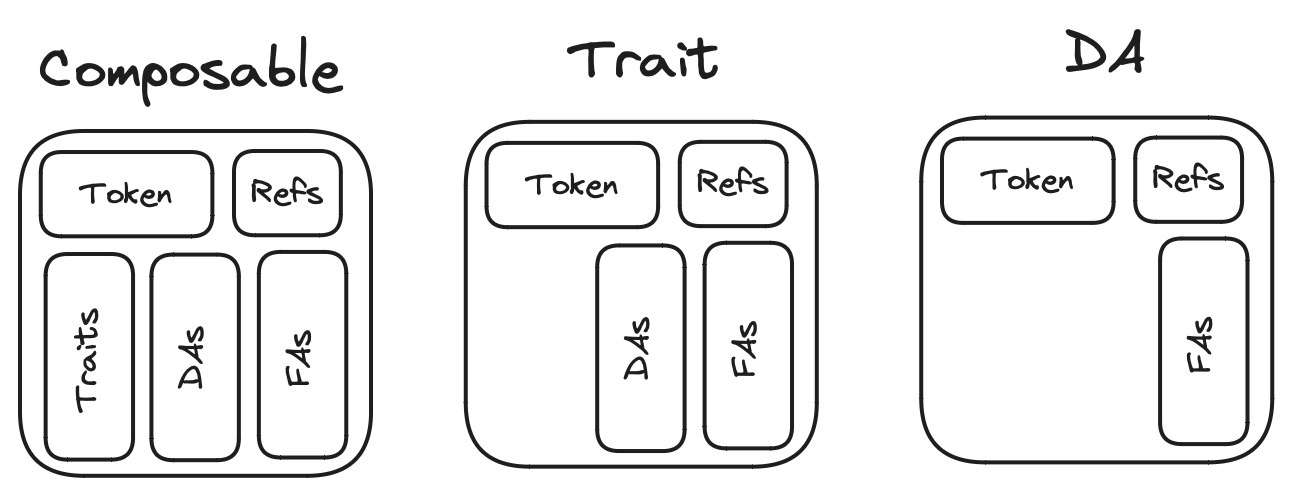 Composable
Token
Refs
Traits
DAs
FAs
Trait
Token
Refs
DAs
FAs
DA
Token
Refs
FAs